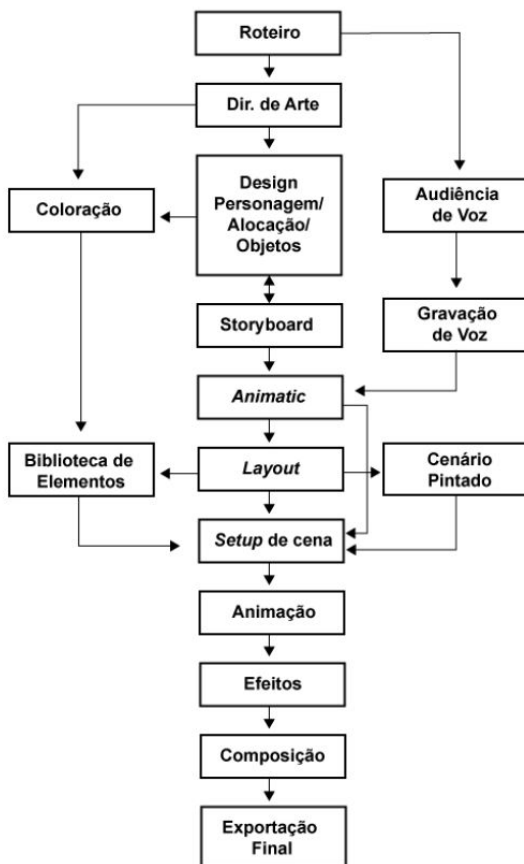 Roteiro
Dir. de Arte
Design
Personagem/
Alocação/
Objetos
Coloração
Audiência
de Voz
Storyboard
Gravação
de Voz
Animatic
Layout
Biblioteca de
Elementos
Cenário
Pintado
Setup de cena
Animação
Efeitos
Composição
Exportação
Final